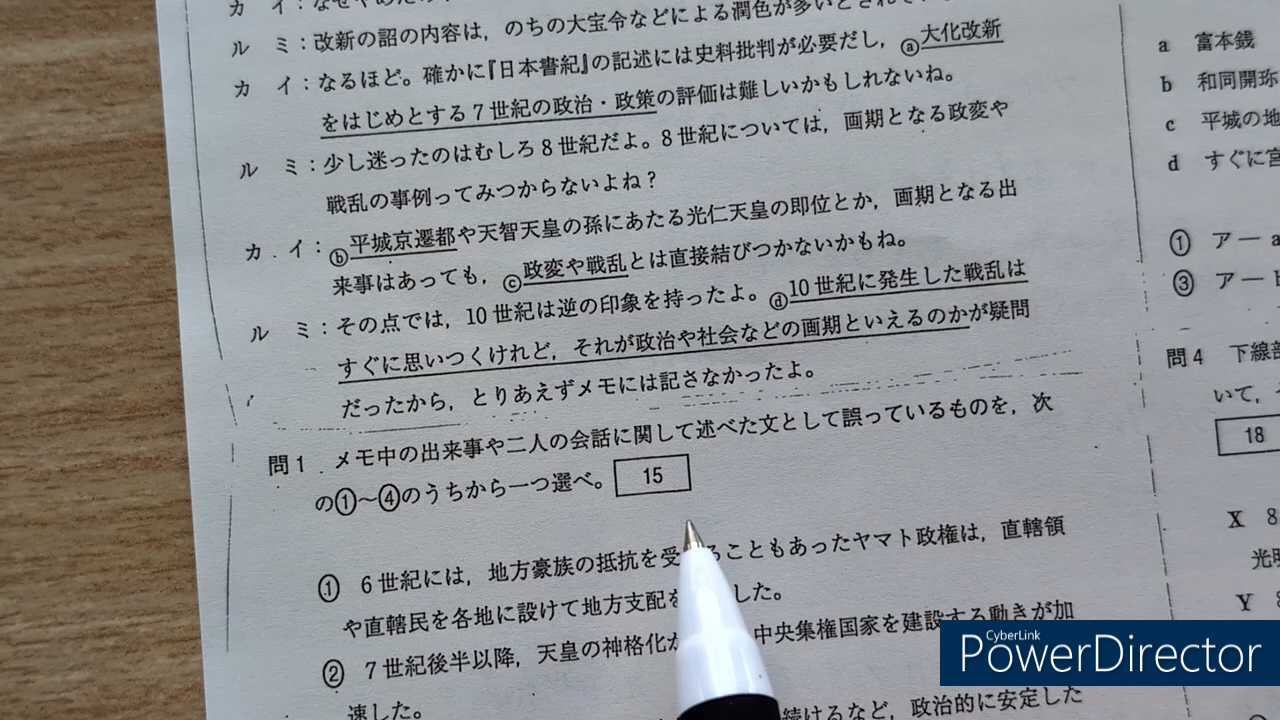 カイ：なぜ
ルミ：改新の詔の内容は，のちの大宝令などによる潤色が多いとされて
カイ：なるほど。確かに『日本書紀』の記述には史料批判が必要だし，ⓐ大化改新
をはじめとする7世紀の政治・政策の評価は難しいかもしれないね。
ルミ：少し迷ったのはむしろ8世紀だよ。8世紀については，画期となる政変や
戦乱の事例ってみつからないよね？
カイ：ⓑ平城京遷都や天智天皇の孫にあたる光仁天皇の即位とか，画期となる出
来事はあっても，ⓒ政変や戦乱とは直接結びつかないかもね。
ルミ：その点では，10世紀は逆の印象を持ったよ。ⓓ10世紀に発生した戦乱は
すぐに思いつくけれど，それが政治や社会などの画期といえるのかが疑問
だったから，とりあえずメモには記さなかったよ。
問1 メモ中の出来事や二人の会話に関して述べた文として誤っているものを，次
の①～④のうちから一つ選べ。 15
① 6世紀には，地方豪族の抵抗を受 ることもあったヤマト政権は，直轄領
や直轄民を各地に設けて地方支配を した。
② 7世紀後半以降，天皇の神格化が 中央集権国家を建設する動きが加
速した。
続けるなど，政治的に安定した
a 富本銭
b 和同開珎
c 平城の地
d すぐに宮
① アーa
③ アー
問4 下線部
いて，
18
X 8
光明
Y
CyberLink
PowerDirector